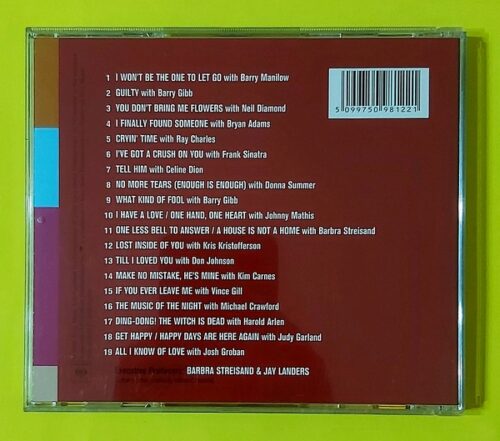 5 099750 981221
1 I WON'T BE THE ONE TO LET GO with Barry Manilow
2 GUILTY with Barry Gibb
3 YOU DON'T BRING ME FLOWERS with Neil Diamond
4 I FINALLY FOUND SOMEONE with Bryan Adams
5 CRYIN' TIME with Ray Charles
6 I'VE GOT A CRUSH ON YOU with Frank Sinatra
7 TELL HIM with Celine Dion
8 NO MORE TEARS (ENOUGH IS ENOUGH) with Donna Summer
9 WHAT KIND OF FOOL with Barry Gibb
10 I HAVE A LOVE / ONE HAND, ONE HEART with Johnny Mathis
11 ONE LESS BELL TO ANSWER / A HOUSE IS NOT A HOME with Barbra Streisand
12 LOST INSIDE OF YOU with Kris Kristofferson
13 TILL I LOVED YOU with Don Johnson
14 MAKE NO MISTAKE, HE'S MINE with Kim Carnes
15 IF YOU EVER LEAVE ME with Vince Gill
16 THE MUSIC OF THE NIGHT with Michael Crawford
17 DING-DONG! THE WITCH IS DEAD with Harold Arlen
18 GET HAPPY / HAPPY DAYS ARE HERE AGAIN with Judy Garland
19 ALL I KNOW OF LOVE with Josh Groban
Executive Producers: BARBRA STREISAND & JAY LANDERS